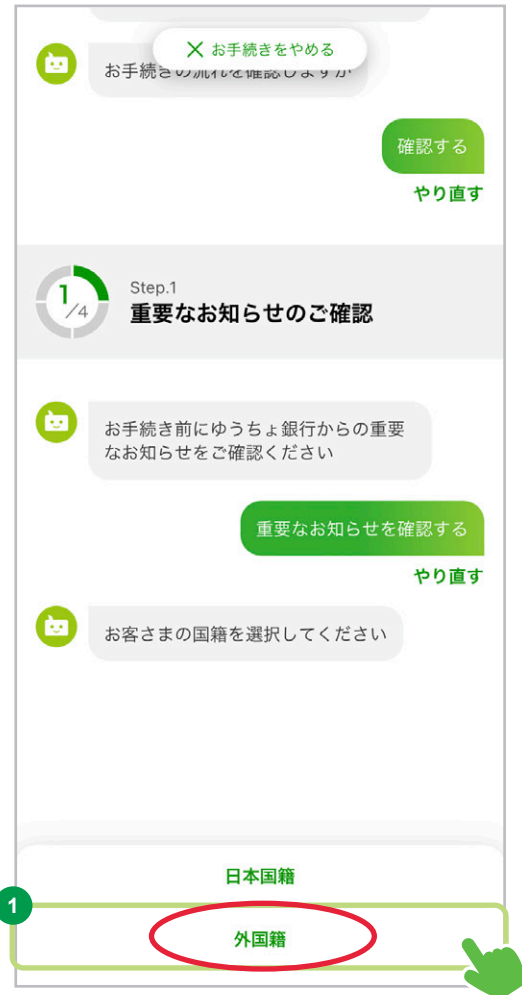 × お手続きをやめる
お手続きの流れを確認しますか
確認する
やり直す
1/4
Step.1
重要なお知らせのご確認
お手続き前にゆうちょ銀行からの重要
なお知らせをご確認ください
重要なお知らせを確認する
やり直す
お客さまの国籍を選択してください
日本国籍
1
外国籍